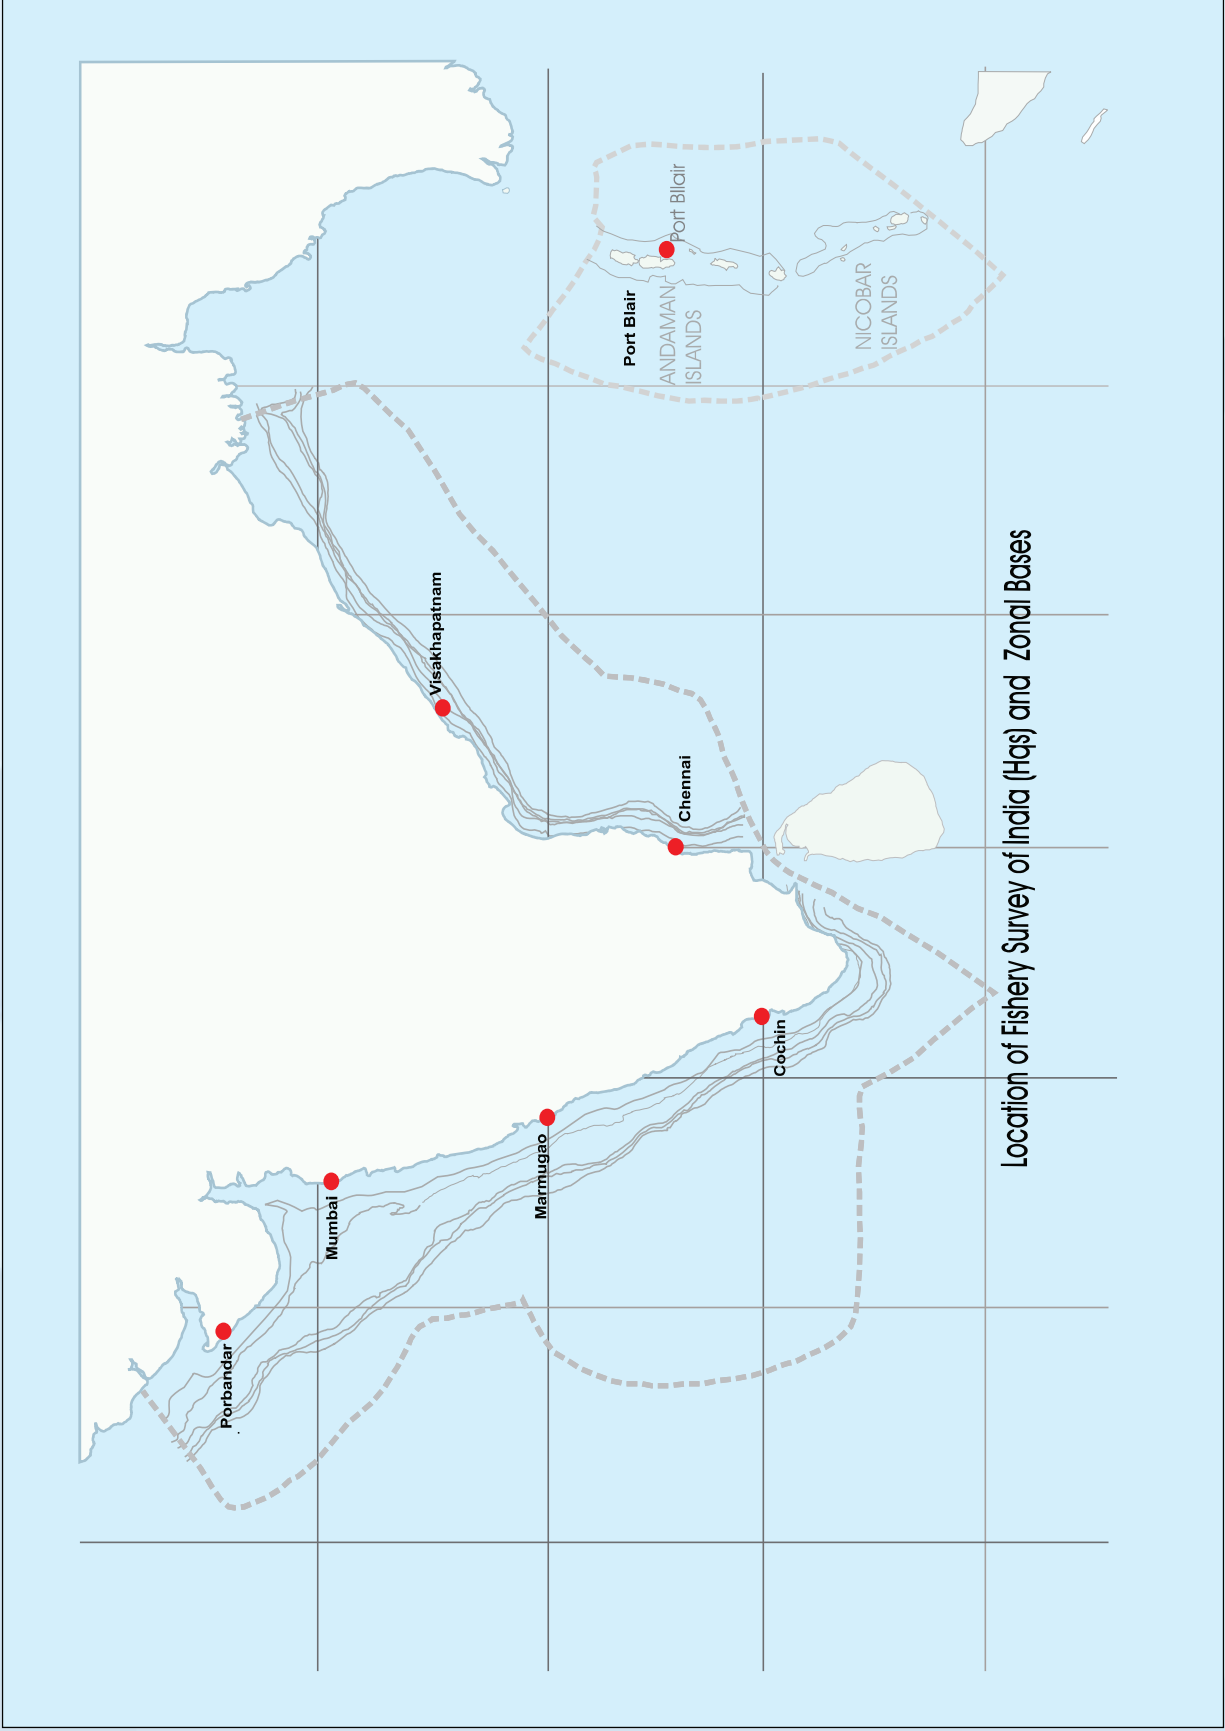 Porbandar
Mumbai
Marmugao
Cochin
Chennai
Visakhapatnam
Port Blair
Port Bllair
ANDAMAN
ISLANDS
NICOBAR
ISLANDS
Location of Fishery Survey of India (Hqs) and Zonal Bases